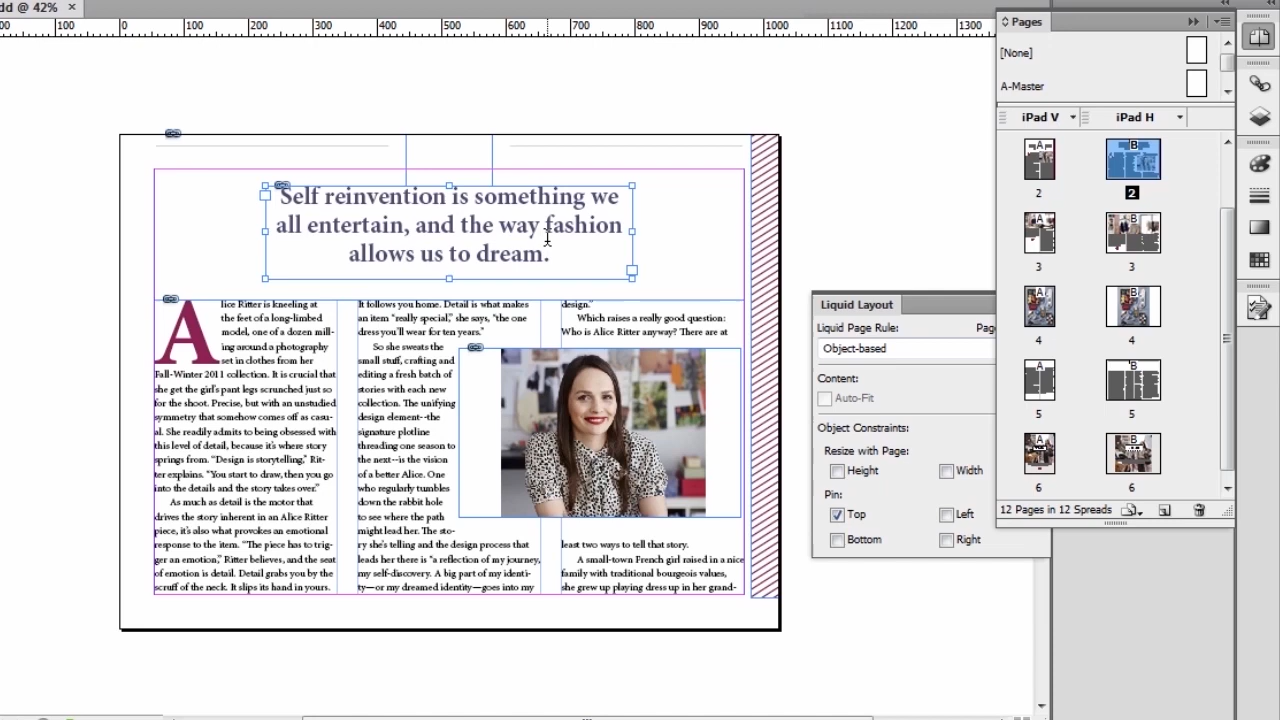 dd @ 42% ×
00 0 100 200 300 400 500 600 700 800 900 1000 1100 1200 1300
Self reinvention is something we
all entertain, and the way fashion
allows us to dream.
A
lice Ritter is kneeling at
the feet of a long-limbed
model, one of a dozen mill-
ing around a photography
set in clothes from her
Fall-Winter 2011 collection. It is crucial that
she get the girl's pant legs scrunched just so
for the shoot. Precise, but with an unstudied
symmetry that somehow comes off as casu-
al. She readily admits to being obsessed with
this level of detail, because it's where story
springs from. "Design is storytelling," Rit-
ter explains. "You start to draw, then you go
into the details and the story takes over."
As much as detail is the motor that
drives the story inherent in an Alice Ritter
piece, it's also what provokes an emotional
response to the item. "The piece has to trig-
ger an emotion," Ritter believes, and the seat
of emotion is detail. Detail grabs you by the
scruff of the neck. It slips its hand in yours.
It follows you home. Detail is what makes
an item "really special," she says, "the one
dress you'll wear for ten years."
So she sweats the
small stuff, crafting and
editing a fresh batch of
stories with each new
collection. The unifying
design element--the
signature plotline
threading one season to
the next--is the vision
of a better Alice. One
who regularly tumbles
down the rabbit hole
to see where the path
might lead her. The sto-
ry she's telling and the design process that
leads her there is "a reflection of my journey,
my self-discovery. A big part of my identi-
ty—or my dreamed identity—goes into my
design."
Which raises a really good question:
Who is Alice Ritter anyway? There are at
least two ways to tell that story.
A small-town French girl raised in a nice
family with traditional bourgeois values,
she grew up playing dress up in her grand-
Liquid Layout
Liquid Page Rule: Page
Object-based
Content:
Auto-Fit
Object Constraints:
Resize with Page:
Height Width
Pin:
Top Left
Bottom Right
Pages
[None]
A-Master
iPad V iPad H
A B
2 2
A B
3 3
A B
4 4
A B
5 5
A B
6 6
12 Pages in 12 Spreads